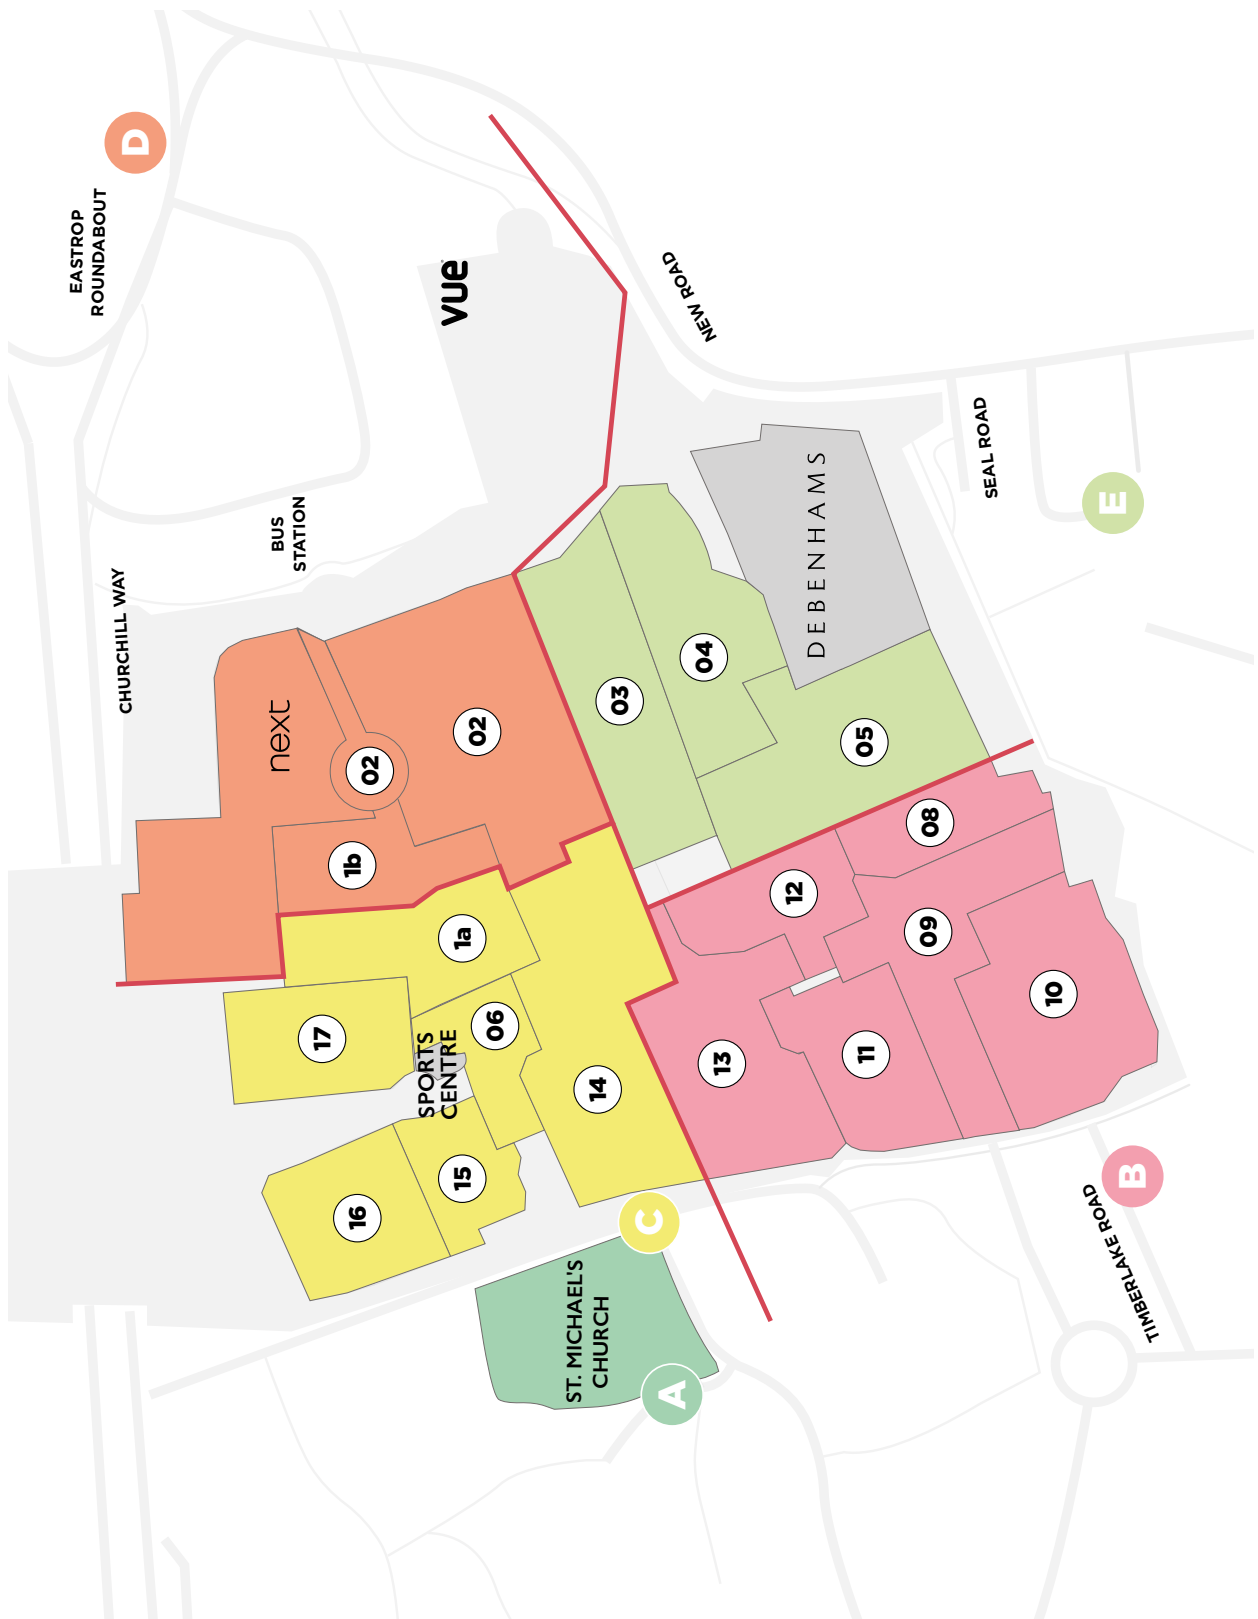 D
EASTROP
ROUNDABOUT
VUE
NEW ROAD
SEAL ROAD
E
BUS
STATION
CHURCHILL WAY
DEBENHAMS
next
02
02
03
04
05
1b
1a
08
12
09
10
17
06
SPORTS
CENTRE
13
11
14
16
15
C
B
TIMBERLAKE ROAD
ST. MICHAEL'S
CHURCH
A